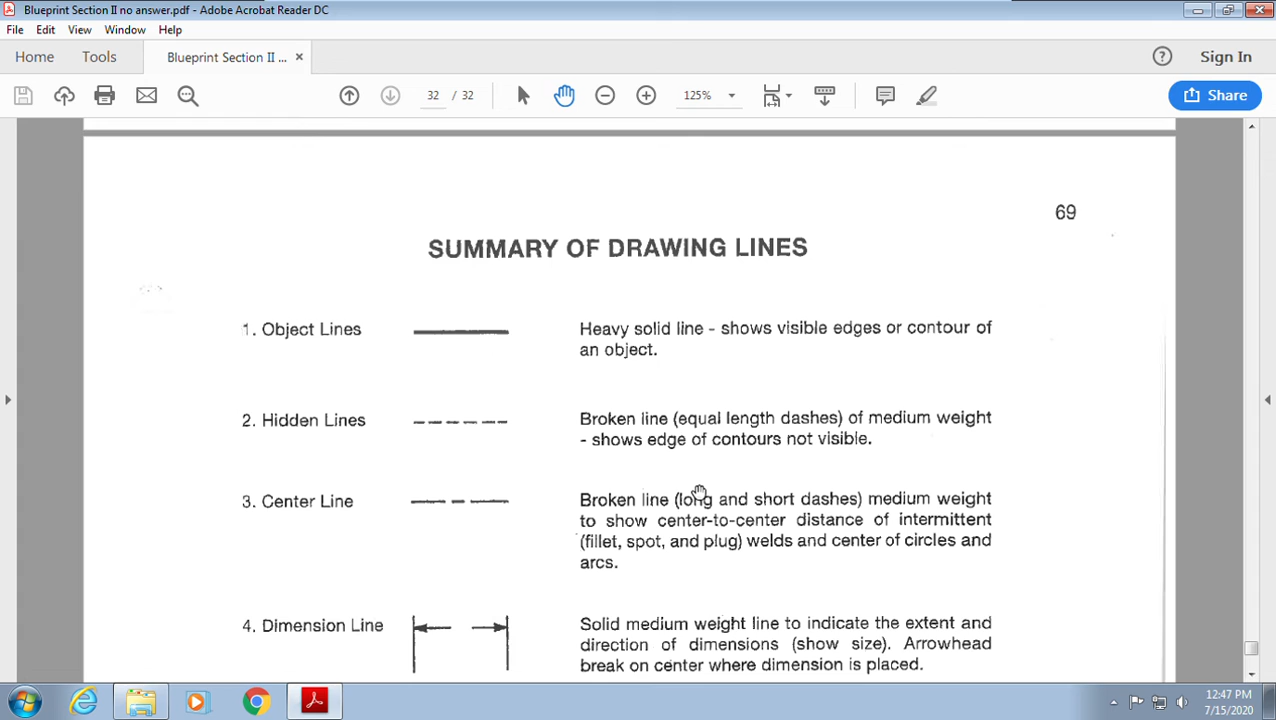 Blueprint Section II no answer.pdf - Adobe Acrobat Reader DC
File Edit View Window Help
Home Tools Blueprint Section II ... × Sign In
32 / 32 125% Share
69
SUMMARY OF DRAWING LINES
1. Object Lines
Heavy solid line - shows visible edges or contour of
an object.
2. Hidden Lines
Broken line (equal length dashes) of medium weight
- shows edge of contours not visible.
3. Center Line
Broken line (long and short dashes) medium weight
to show center-to-center distance of intermittent
(fillet, spot, and plug) welds and center of circles and
arcs.
4. Dimension Line
Solid medium weight line to indicate the extent and
direction of dimensions (show size). Arrowhead
break on center where dimension is placed.
12:47 PM
7/15/2020